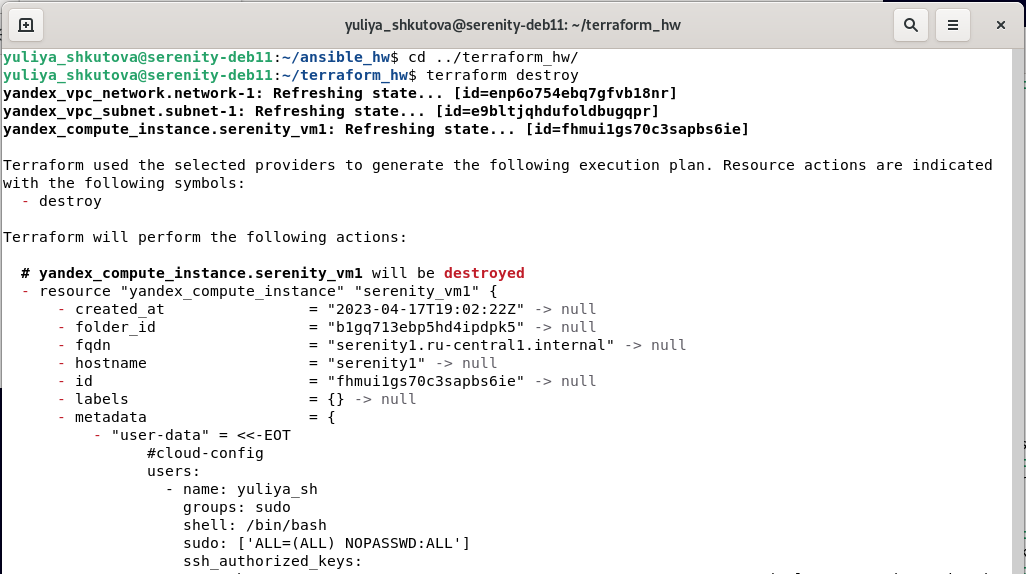 yuliya_shkutova@serenity-deb11: ~/terraform_hw
yuliya_shkutova@serenity-deb11:~/ansible_hw$ cd ../terraform_hw/
yuliya_shkutova@serenity-deb11:~/terraform_hw$ terraform destroy
yandex_vpc_network.network-1: Refreshing state... [id=enp6o754ebq7gfvb18nr]
yandex_vpc_subnet.subnet-1: Refreshing state... [id=e9bltjqhdufoldbugqpr]
yandex_compute_instance.serenity_vm1: Refreshing state... [id=fhmui1gs70c3sapbs6ie]

Terraform used the selected providers to generate the following execution plan. Resource actions are indicated
with the following symbols:
  - destroy

Terraform will perform the following actions:

  # yandex_compute_instance.serenity_vm1 will be destroyed
  - resource "yandex_compute_instance" "serenity_vm1" {
      - created_at                = "2023-04-17T19:02:22Z" -> null
      - folder_id                 = "b1gq713ebp5hd4ipdpk5" -> null
      - fqdn                      = "serenity1.ru-central1.internal" -> null
      - hostname                  = "serenity1" -> null
      - id                        = "fhmui1gs70c3sapbs6ie" -> null
      - labels                    = {} -> null
      - metadata                  = {
          - "user-data" = <<-EOT
                #cloud-config
                users:
                  - name: yuliya_sh
                    groups: sudo
                    shell: /bin/bash
                    sudo: ['ALL=(ALL) NOPASSWD:ALL']
                    ssh_authorized_keys: